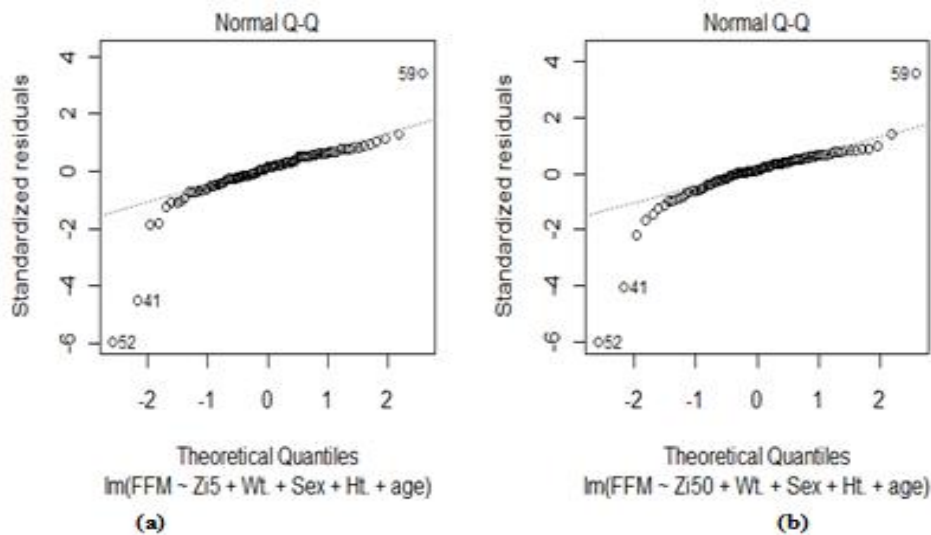 Normal Q-Q
Standardized residuals
4
2
0
-2
-4
-6
59
41
52
-2
-1
0
1
2
Theoretical Quantiles
lm(FFM ~ Zi5 + Wt. + Sex + Ht. + age)
(a)
Normal Q-Q
Standardized residuals
4
2
0
-2
-4
-6
59
41
52
-2
-1
0
1
2
Theoretical Quantiles
lm(FFM ~ Zi50 + Wt. + Sex + Ht. + age)
(b)